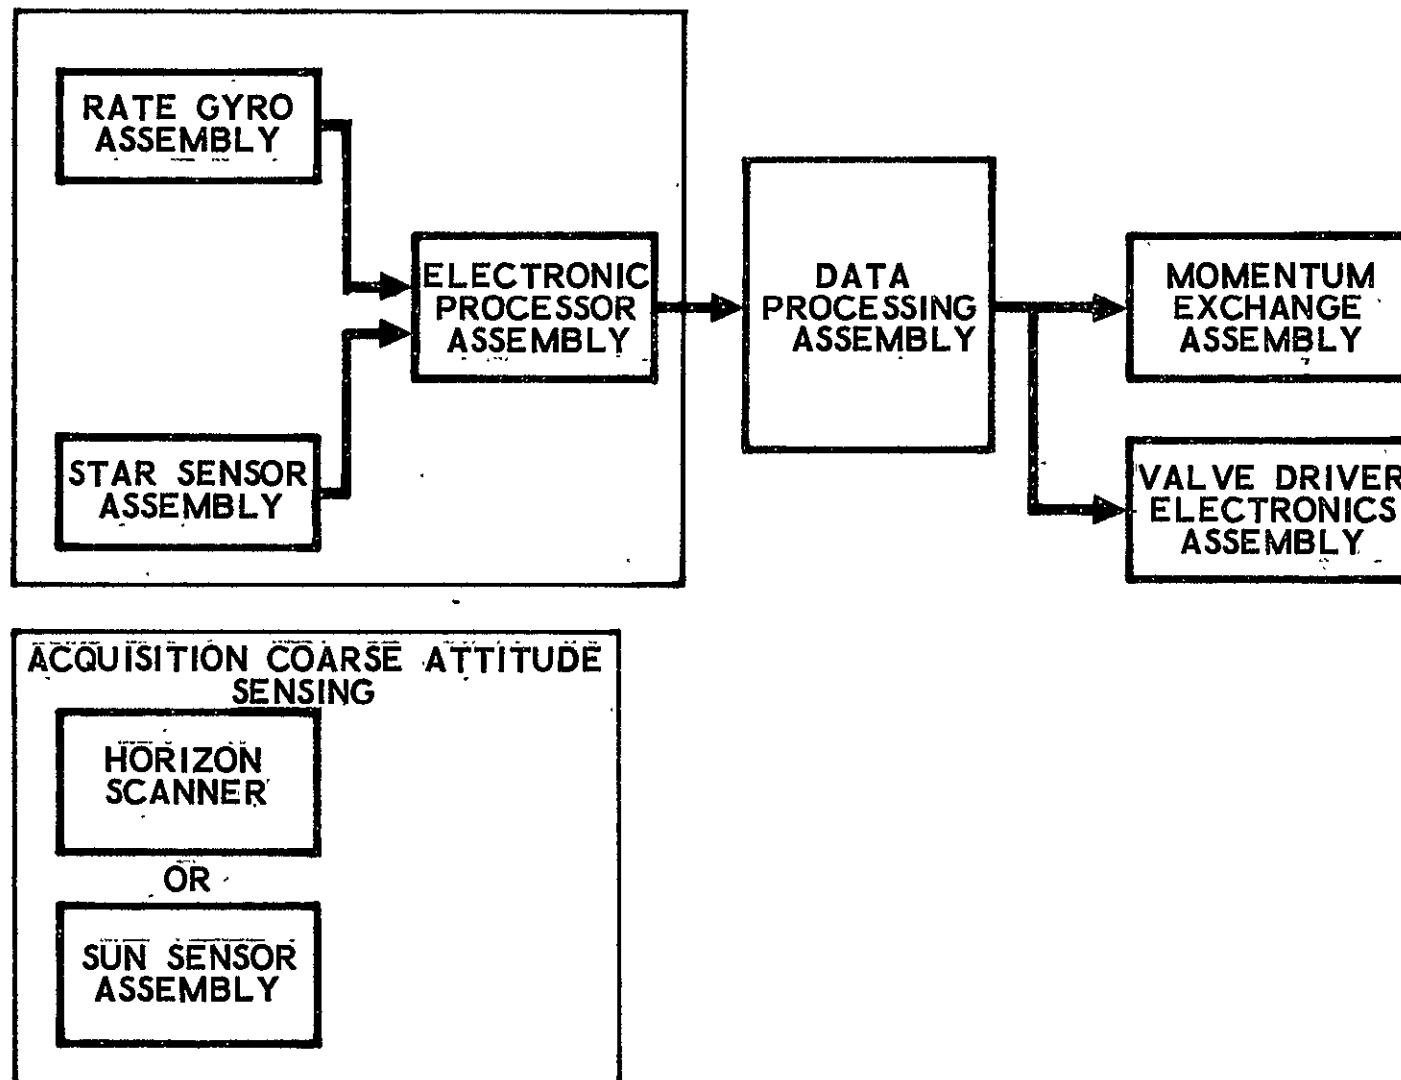 RATE GYRO
ASSEMBLY
ELECTRONIC
PROCESSOR
ASSEMBLY
STAR SENSOR
ASSEMBLY
DATA
PROCESSING
ASSEMBLY
MOMENTUM
EXCHANGE
ASSEMBLY
VALVE DRIVER
ELECTRONICS
ASSEMBLY
ACQUISITION COARSE ATTITUDE
SENSING
HORIZON
SCANNER
OR
SUN SENSOR
ASSEMBLY